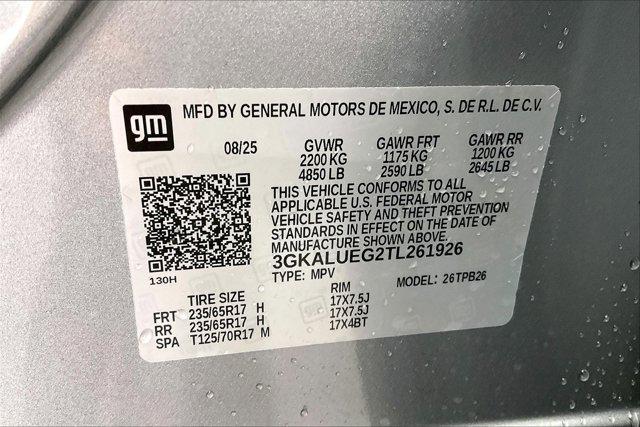 gm
MFD BY GENERAL MOTORS DE MEXICO, S. DE R.L. DE C.V.
08/25 GVWR GAWR FRT GAWR RR
2200 KG 1175 KG 1200 KG
4850 LB 2590 LB 2645 LB
THIS VEHICLE CONFORMS TO ALL
APPLICABLE U.S. FEDERAL MOTOR
VEHICLE SAFETY AND THEFT PREVENTION
STANDARDS IN EFFECT ON THE DATE OF
MANUFACTURE SHOWN ABOVE.
3GKALUEG2TL261926
130H
TYPE: MPV MODEL: 26TPB26
TIRE SIZE RIM
FRT 235/65R17 H 17X7.5J
RR 235/65R17 H 17X7.5J
SPA T125/70R17 M 17X4BT